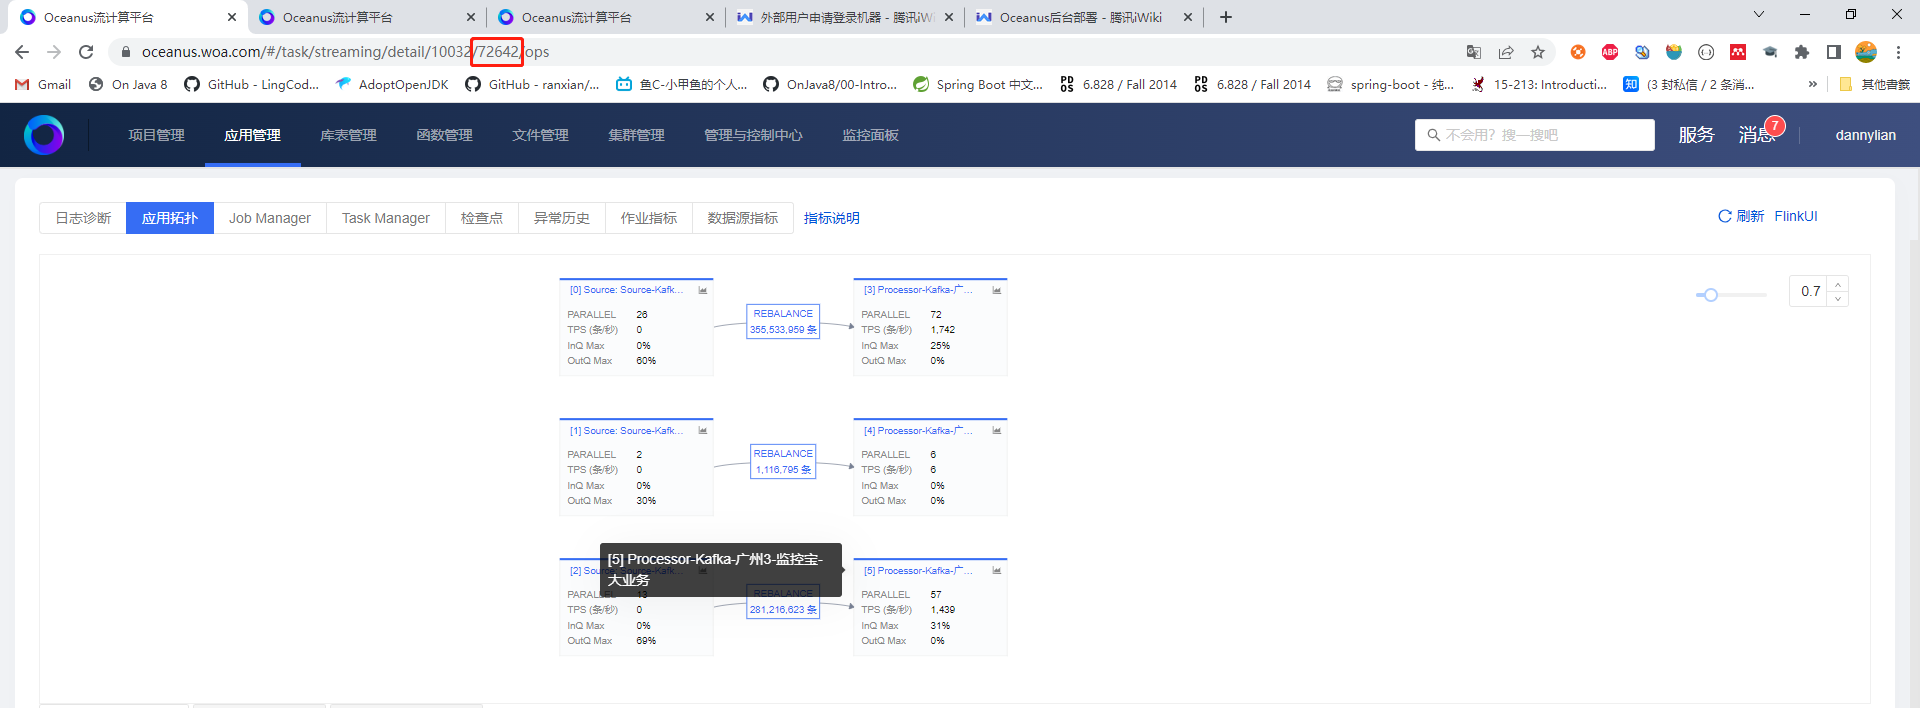 Oceanus流计算平台
Oceanus流计算平台
Oceanus流计算平台
外部用户申请登录机器 - 腾讯iWi
Oceanus后台部署 - 腾讯iWiki
oceanus.woa.com/#/task/streaming/detail/10032/72642/ops
Gmail
On Java 8
GitHub - LingCod...
AdoptOpenJDK
GitHub - ranxian/...
鱼C-小甲鱼的个人...
OnJava8/00-Intro...
Spring Boot 中文...
PDOS 6.828 / Fall 2014
PDOS 6.828 / Fall 2014
spring-boot - 纯...
15-213: Introducti...
知 (3 封私信 / 2 条消...
»
其他書籤
项目管理
应用管理
库表管理
函数管理
文件管理
集群管理
管理与控制中心
监控面板
不会用？搜一搜吧
服务
消息
7
dannylian
日志诊断
应用拓扑
Job Manager
Task Manager
检查点
异常历史
作业指标
数据源指标
指标说明
刷新
FlinkUI
0.7
[0] Source: Source-Kafk...
PARALLEL 26
TPS (条/秒) 0
InQ Max 0%
OutQ Max 60%
REBALANCE
355,533,959 条
[3] Processor-Kafka-广...
PARALLEL 72
TPS (条/秒) 1,742
InQ Max 25%
OutQ Max 0%
[1] Source: Source-Kafk...
PARALLEL 2
TPS (条/秒) 0
InQ Max 0%
OutQ Max 30%
REBALANCE
1,116,795 条
[4] Processor-Kafka-广...
PARALLEL 6
TPS (条/秒) 6
InQ Max 0%
OutQ Max 0%
[5] Processor-Kafka-广州3-监控宝-
大业务
[2] Source: Source-Kafk...
PARALLEL 13
TPS (条/秒) 0
InQ Max 0%
OutQ Max 69%
REBALANCE
281,216,623 条
[5] Processor-Kafka-广...
PARALLEL 57
TPS (条/秒) 1,439
InQ Max 31%
OutQ Max 0%